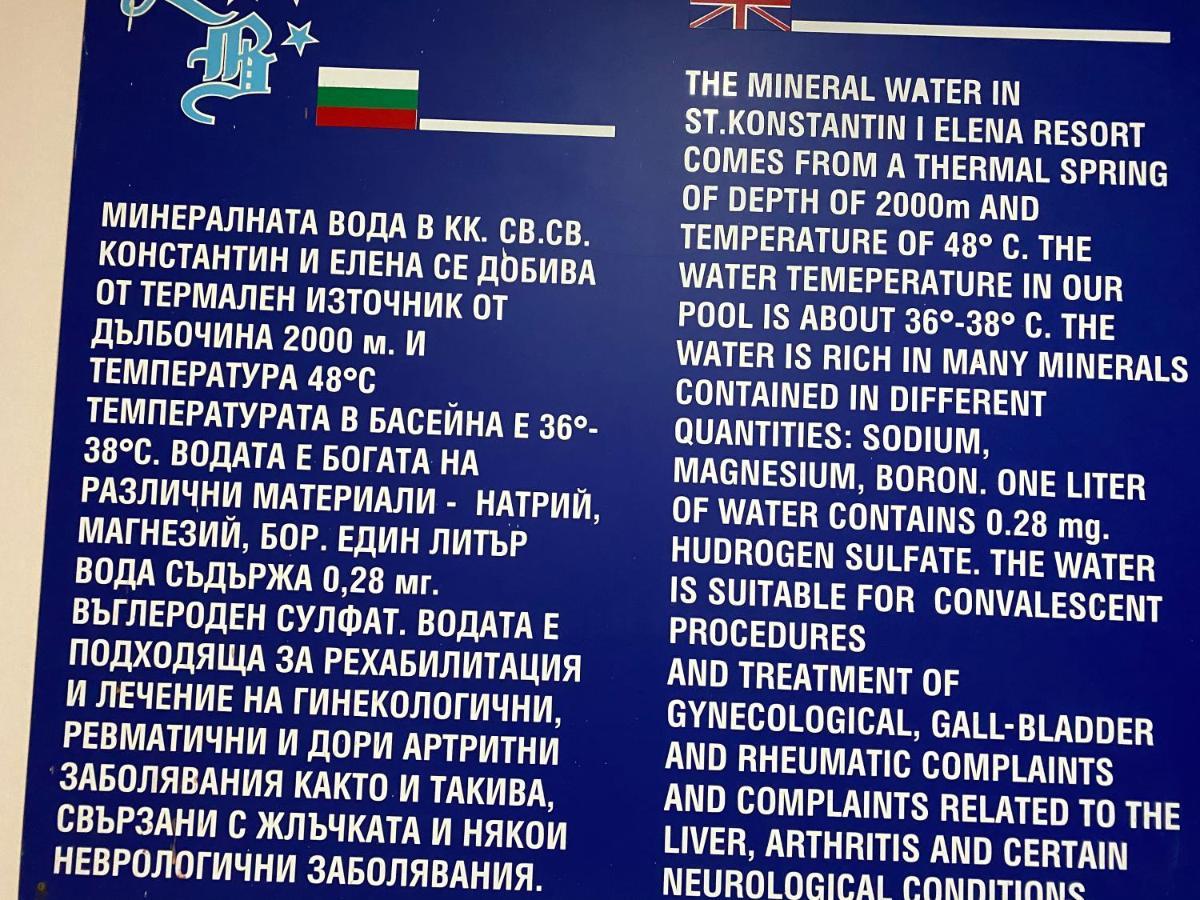 МИНЕРАЛНАТА ВОДА В КК. СВ.СВ.
КОНСТАНТИН И ЕЛЕНА СЕ ДОБИВА
ОТ ТЕРМАЛЕН ИЗТОЧНИК ОТ
ДЪЛБОЧИНА 2000 м. И
ТЕМПЕРАТУРА 48°C
ТЕМПЕРАТУРАТА В БАСЕЙНА Е 36°-
38°C. ВОДАТА Е БОГАТА НА
РАЗЛИЧНИ МАТЕРИАЛИ - НАТРИЙ,
МАГНЕЗИЙ, БОР. ЕДИН ЛИТЪР
ВОДА СЪДЪРЖА 0,28 мг.
ВЪГЛЕРОДЕН СУЛФАТ. ВОДАТА Е
ПОДХОДЯЩА ЗА РЕХАБИЛИТАЦИЯ
И ЛЕЧЕНИЕ НА ГИНЕКОЛОГИЧНИ,
РЕВМАТИЧНИ И ДОРИ АРТРИТНИ
ЗАБОЛЯВАНИЯ КАКТО И ТАКИВА,
СВЪРЗАНИ С ЖЛЪЧКАТА И НЯКОИ
НЕВРОЛОГИЧНИ ЗАБОЛЯВАНИЯ.
THE MINERAL WATER IN
ST.KONSTANTIN I ELENA RESORT
COMES FROM A THERMAL SPRING
OF DEPTH OF 2000m AND
TEMPERATURE OF 48° C. THE
WATER TEMEPERATURE IN OUR
POOL IS ABOUT 36°-38° C. THE
WATER IS RICH IN MANY MINERALS
CONTAINED IN DIFFERENT
QUANTITIES: SODIUM,
MAGNESIUM, BORON. ONE LITER
OF WATER CONTAINS 0.28 mg.
HUDROGEN SULFATE. THE WATER
IS SUITABLE FOR CONVALESCENT
PROCEDURES
AND TREATMENT OF
GYNECOLOGICAL, GALL-BLADDER
AND RHEUMATIC COMPLAINTS
AND COMPLAINTS RELATED TO THE
LIVER, ARTHRITIS AND CERTAIN
NEUROLOGICAL CONDITIONS